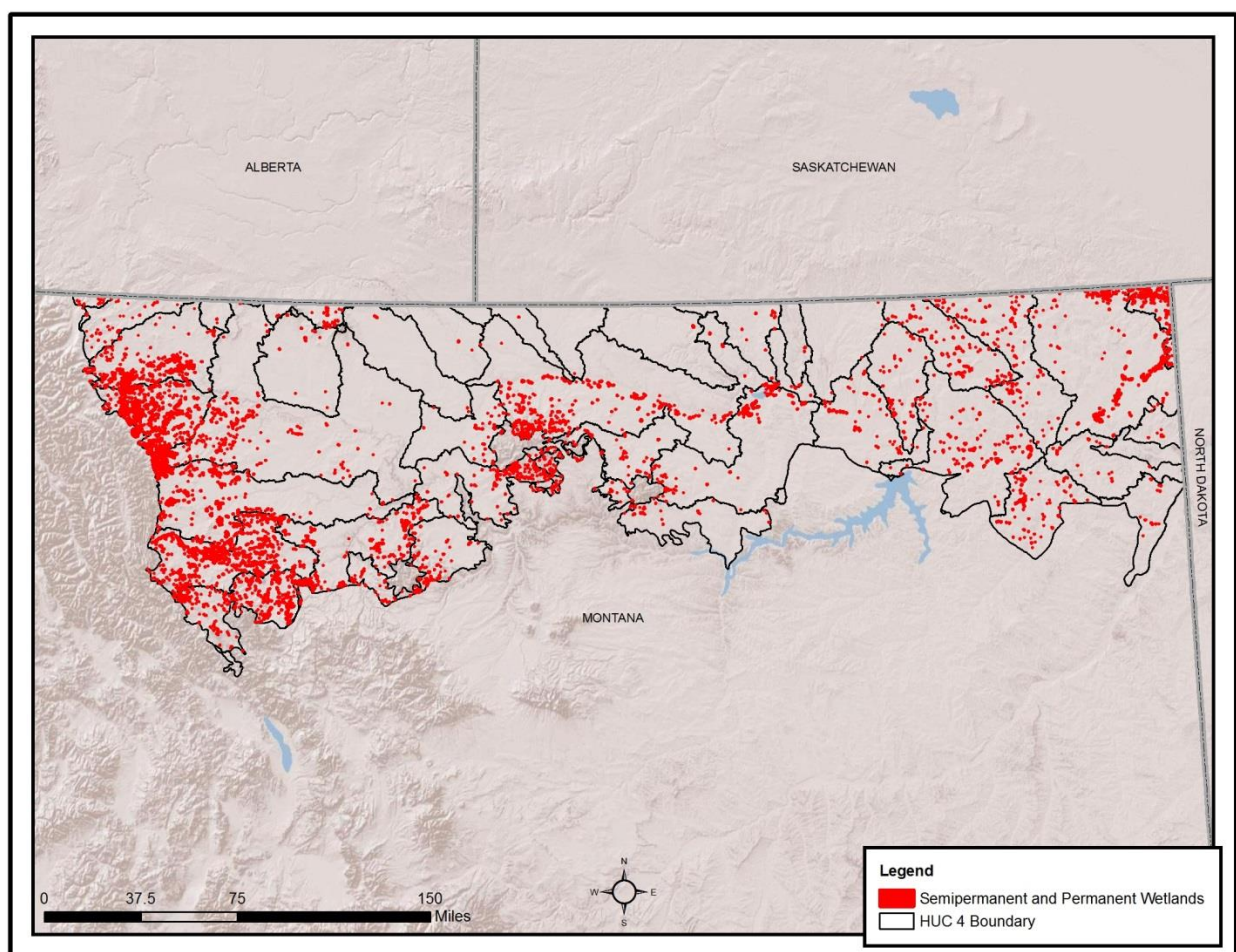 ALBERTA
SASKATCHEWAN
NORTH DAKOTA
MONTANA
N
W E
S
0 37.5 75 150
Miles
Legend
Semipermanent and Permanent Wetlands
HUC 4 Boundary